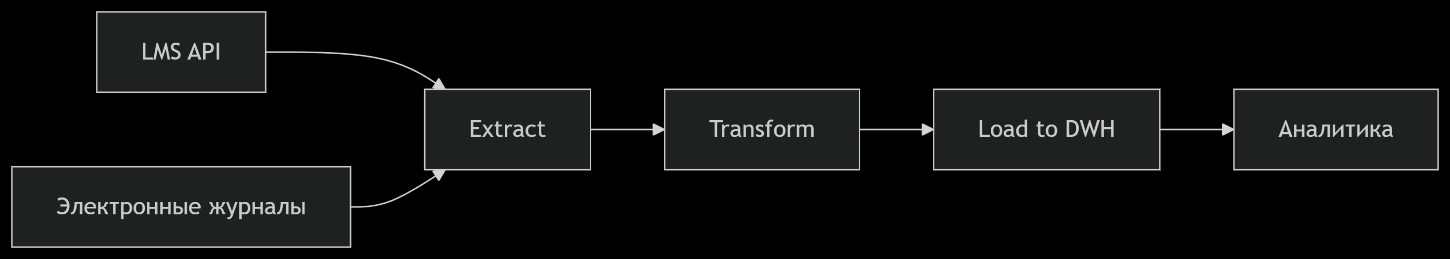 LMS API
Электронные журналы
Extract
Transform
Load to DWH
Аналитика